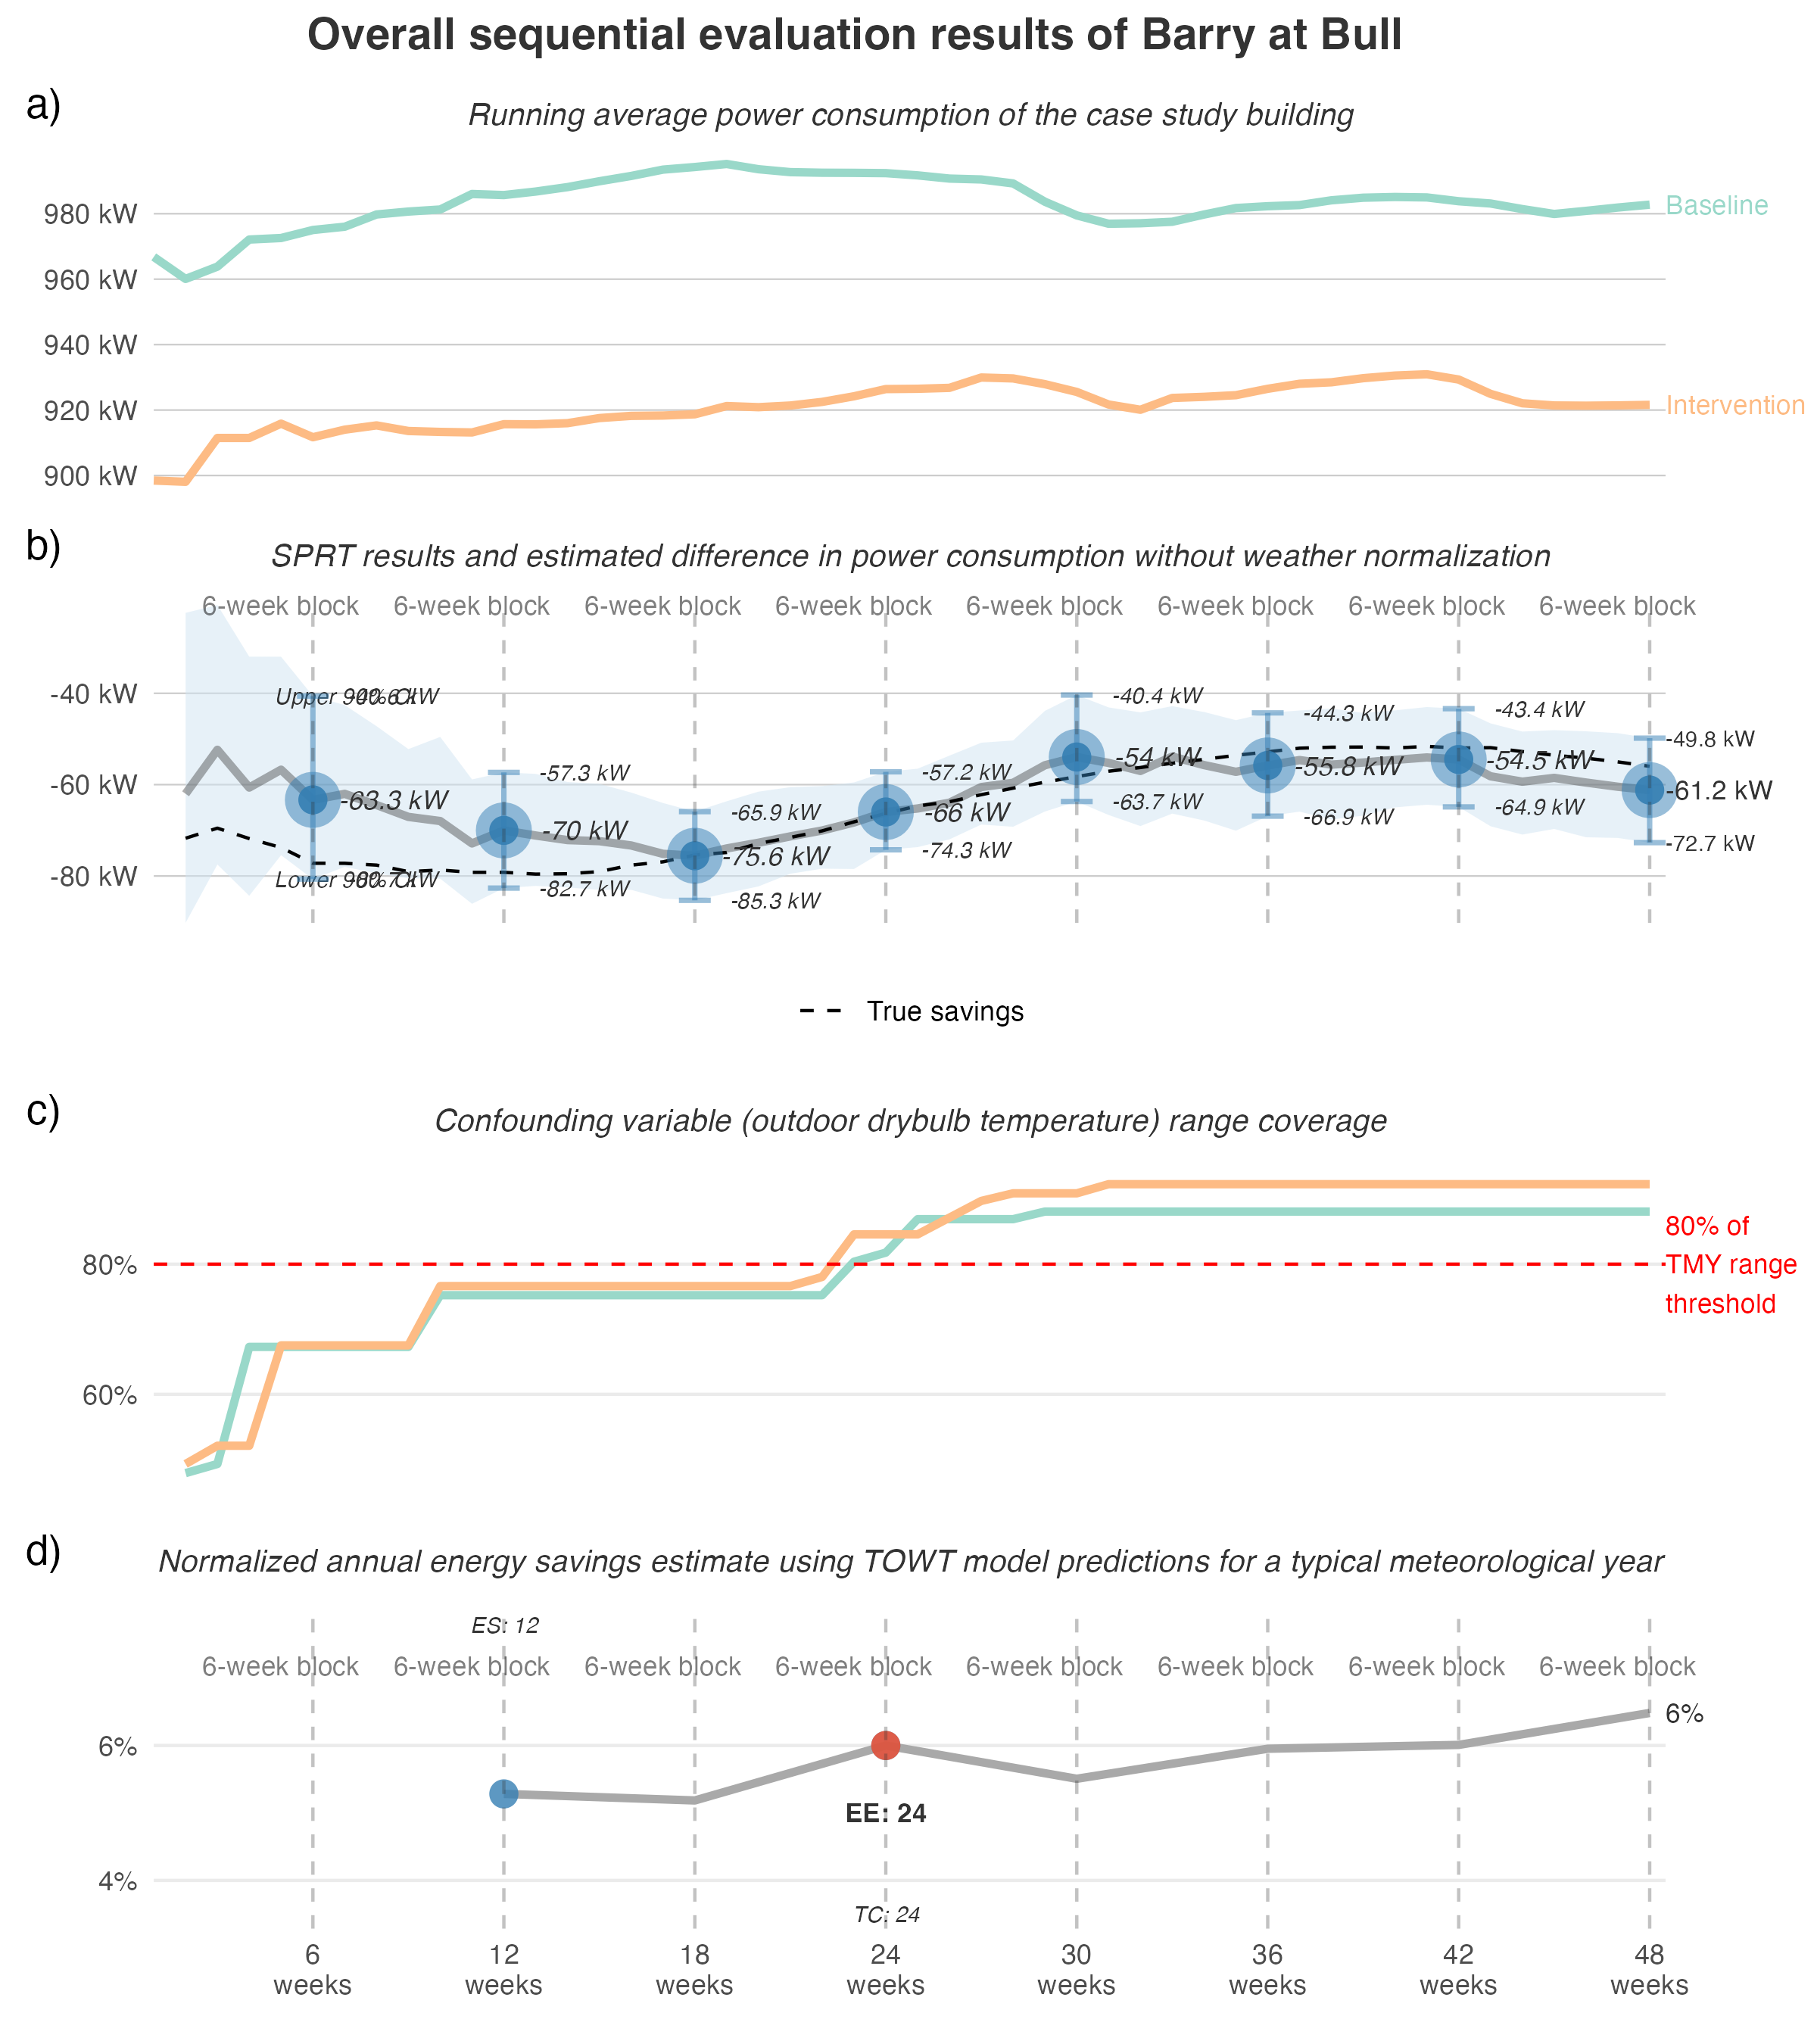 Overall sequential evaluation results of Barry at Bull
a)
Running average power consumption of the case study building
980 kW
960 kW
940 kW
920 kW
900 kW
Baseline
Intervention
b)
SPRT results and estimated difference in power consumption without weather normalization
6-week block 6-week block 6-week block 6-week block 6-week block 6-week block 6-week block 6-week block
-40 kW
-60 kW
-80 kW
Upper 90% CI
-63.3 kW
Lower 90% CI
-57.3 kW
-70 kW
-82.7 kW
-65.9 kW
-75.6 kW
-85.3 kW
-57.2 kW
-66 kW
-74.3 kW
-40.4 kW
-54 kW
-63.7 kW
-44.3 kW
-55.8 kW
-66.9 kW
-43.4 kW
-54.5 kW
-64.9 kW
-49.8 kW
-61.2 kW
-72.7 kW
True savings
c)
Confounding variable (outdoor drybulb temperature) range coverage
80%
60%
80% of
TMY range
threshold
d)
Normalized annual energy savings estimate using TOWT model predictions for a typical meteorological year
ES: 12
6-week block 6-week block 6-week block 6-week block 6-week block 6-week block 6-week block 6-week block
6%
4%
6%
EE: 24
TC: 24
6 12 18 24 30 36 42 48
weeks weeks weeks weeks weeks weeks weeks weeks